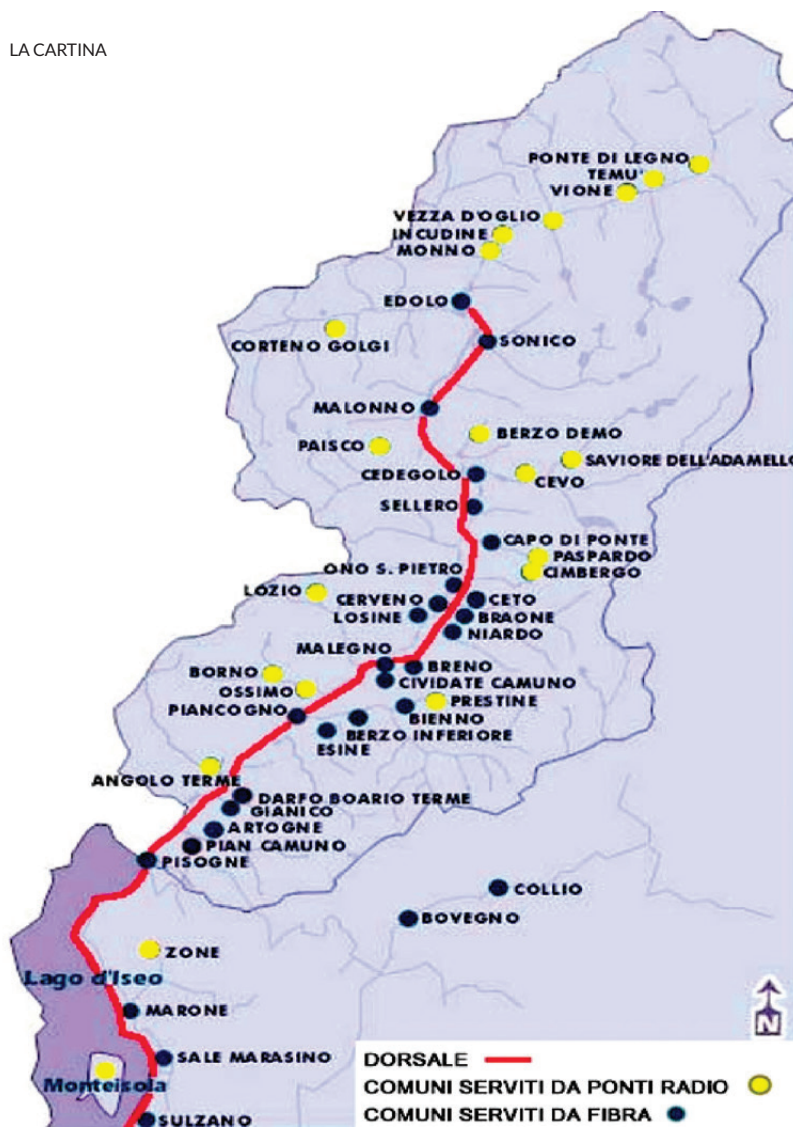 LA CARTINA
PONTE DI LEGNO
TEMU'
VIONE
VEZZA D'OGLIO
INCUDINE
MONNO
EDOLO
CORTENO GOLGI
SONICO
MALONNO
BERZO DEMO
PAISCO
SAVIORE DELL'ADAMELLO
CEDEGOLO
CEVO
SELLERO
CAPO DI PONTE
PASPARDO
ONO S. PIETRO
CIMBERGO
LOZIO
CERVENO
CETO
LOSINE
BRAONE
NIARDO
MALEGNO
BORNO
BRENO
OSSIMO
CIVIDATE CAMUNO
PRESTINE
PIANCOGNO
BIENNO
BERZO INFERIORE
ESINE
ANGOLO TERME
DARFO BOARIO TERME
GIANICO
ARTOGNE
PIAN CAMUNO
PISOGNE
COLLIO
BOVEGNO
ZONE
Lago d'Iseo
MARONE
N
SALE MARASINO
Monteisola
SULZANO
DORSALE
COMUNI SERVITI DA PONTI RADIO
COMUNI SERVITI DA FIBRA